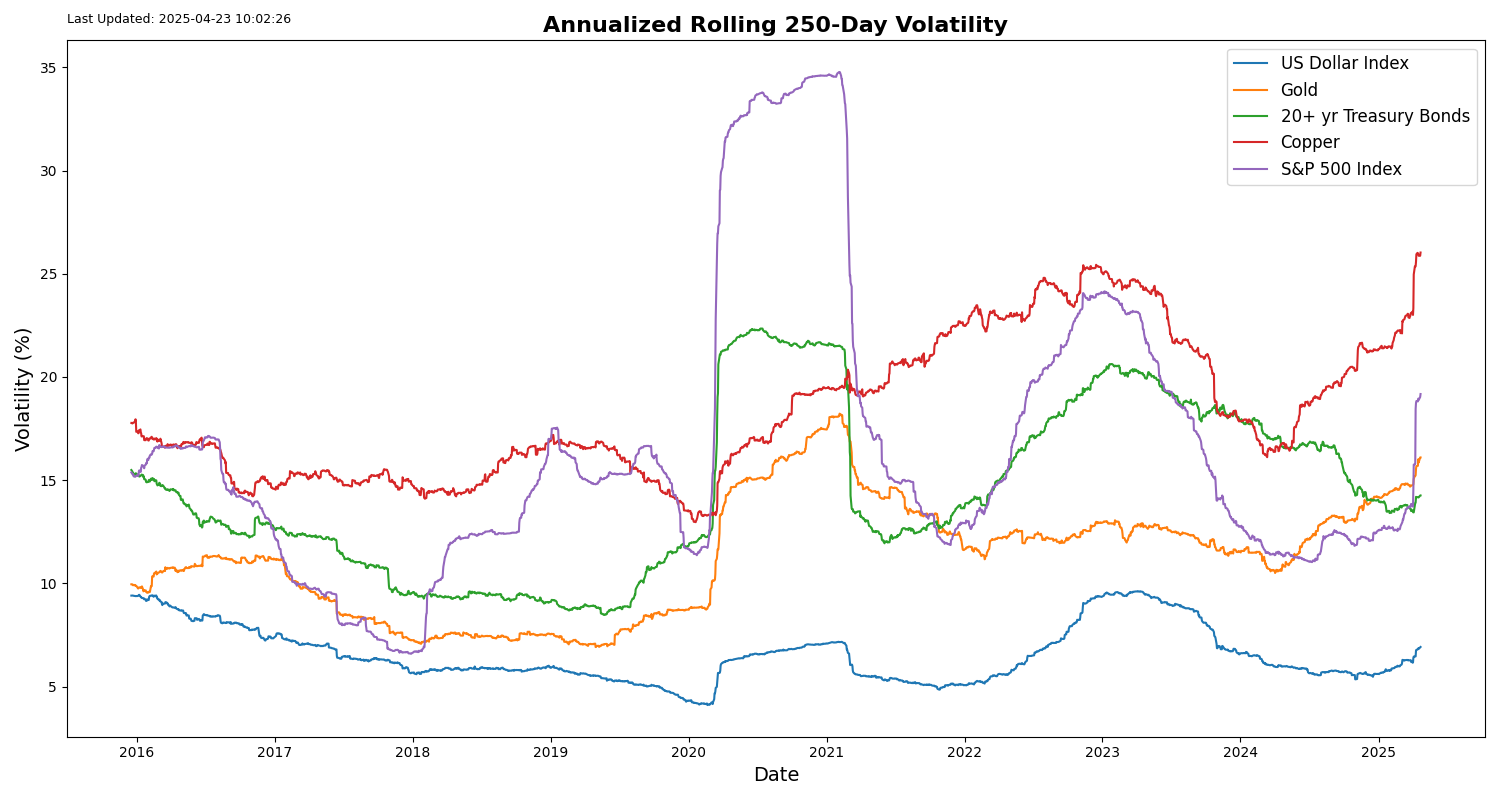 Last Updated: 2025-04-23 10:02:26
Annualized Rolling 250-Day Volatility
US Dollar Index
Gold
20+ yr Treasury Bonds
Copper
S&P 500 Index
Volatility (%)
35
30
25
20
15
10
5
2016 2017 2018 2019 2020 2021 2022 2023 2024 2025
Date